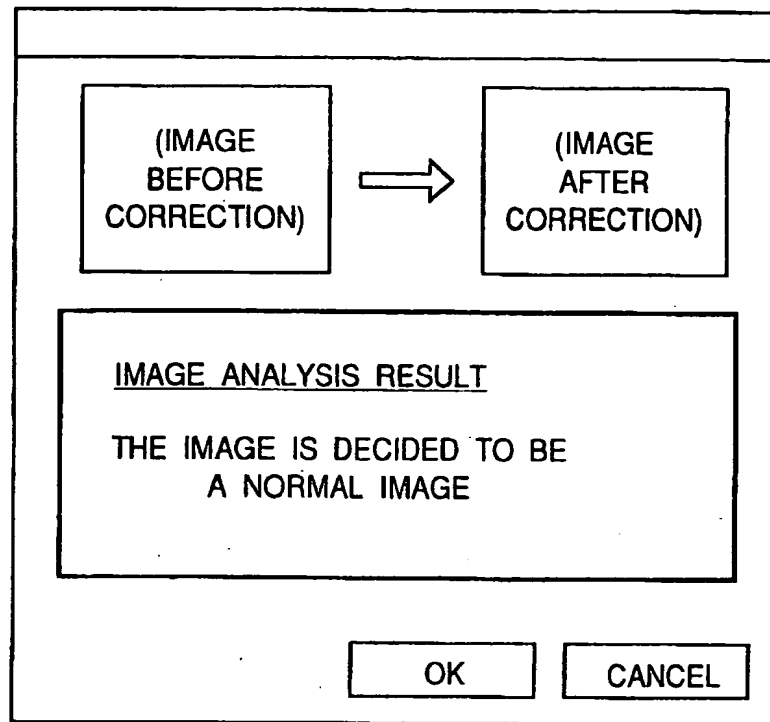 (IMAGE
BEFORE
CORRECTION)
(IMAGE
AFTER
CORRECTION)
IMAGE ANALYSIS RESULT
THE IMAGE IS DECIDED TO BE
A NORMAL IMAGE
OK
CANCEL